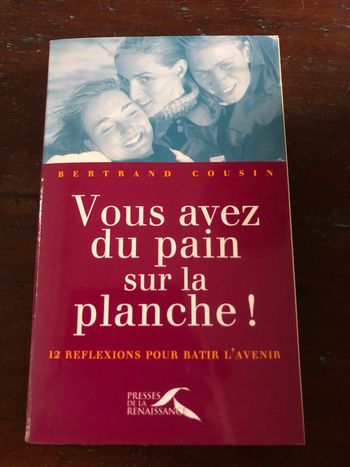 BERTRAND COUSIN
Vous avez
du pain
sur la
planche !
12 REFLEXIONS POUR BATIR L'AVENIR
PRESSES
DE LA
RENAISSANCE